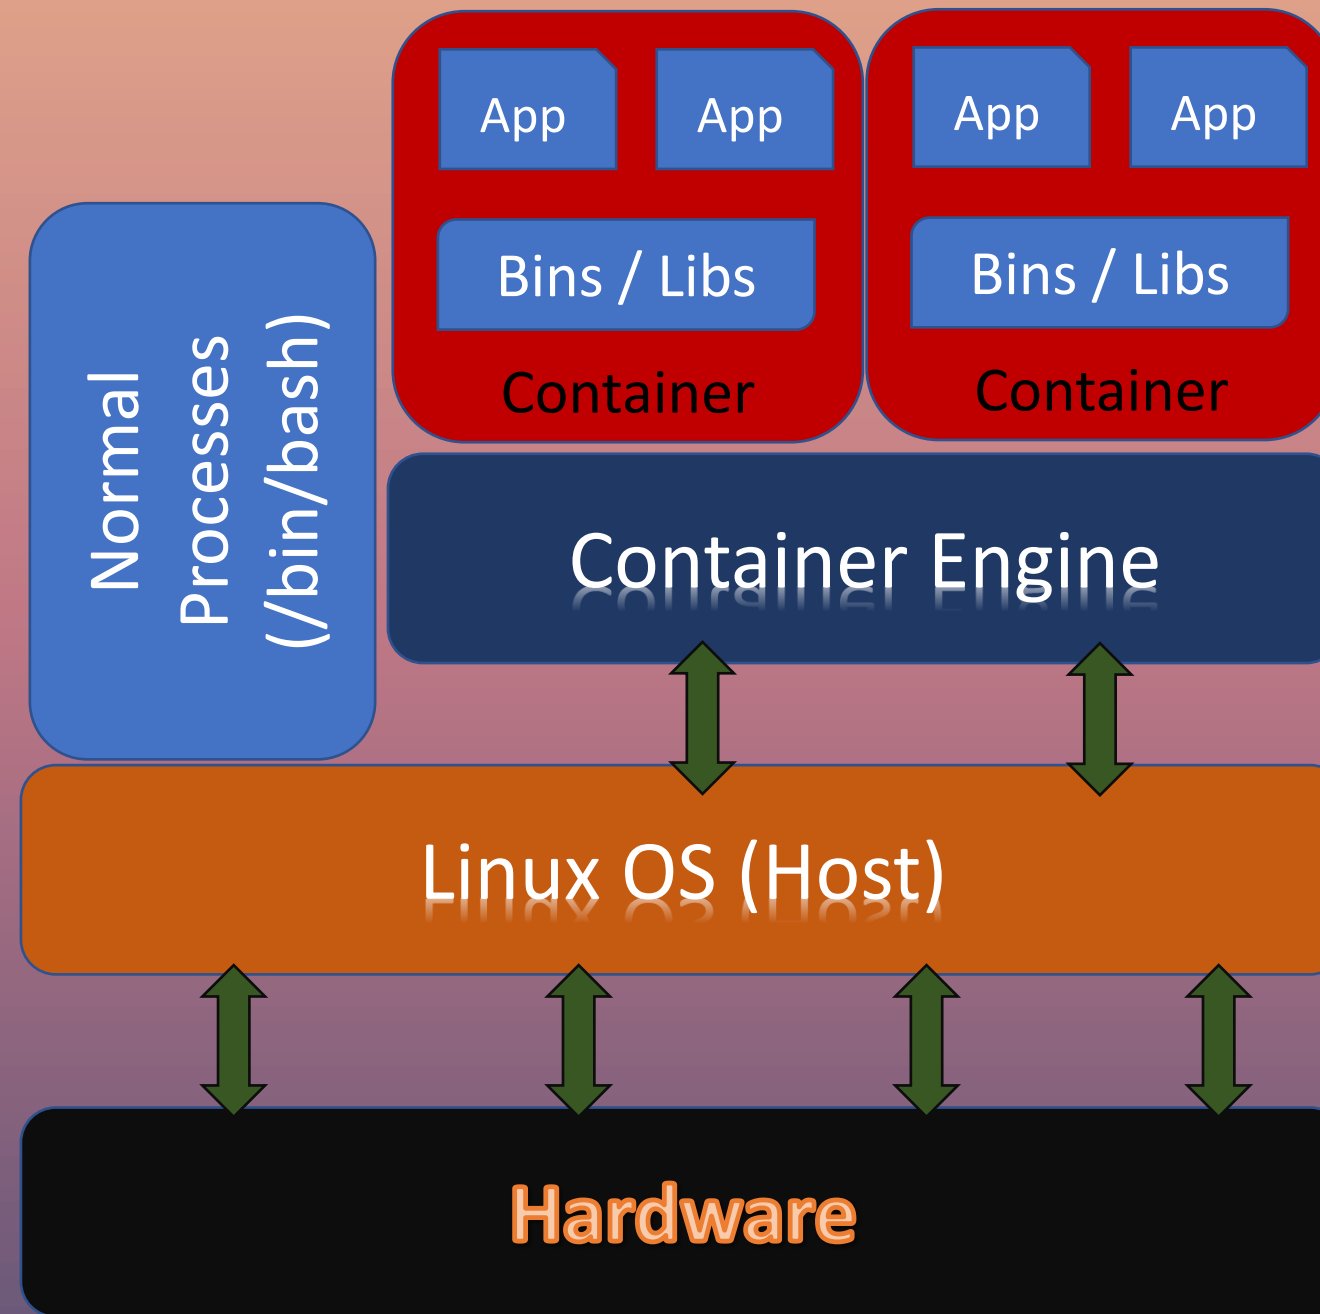 App
App
App
App
Bins / Libs
Bins / Libs
Container
Container
Normal
Processes
(/bin/bash)
Container Engine
Linux OS (Host)
Hardware